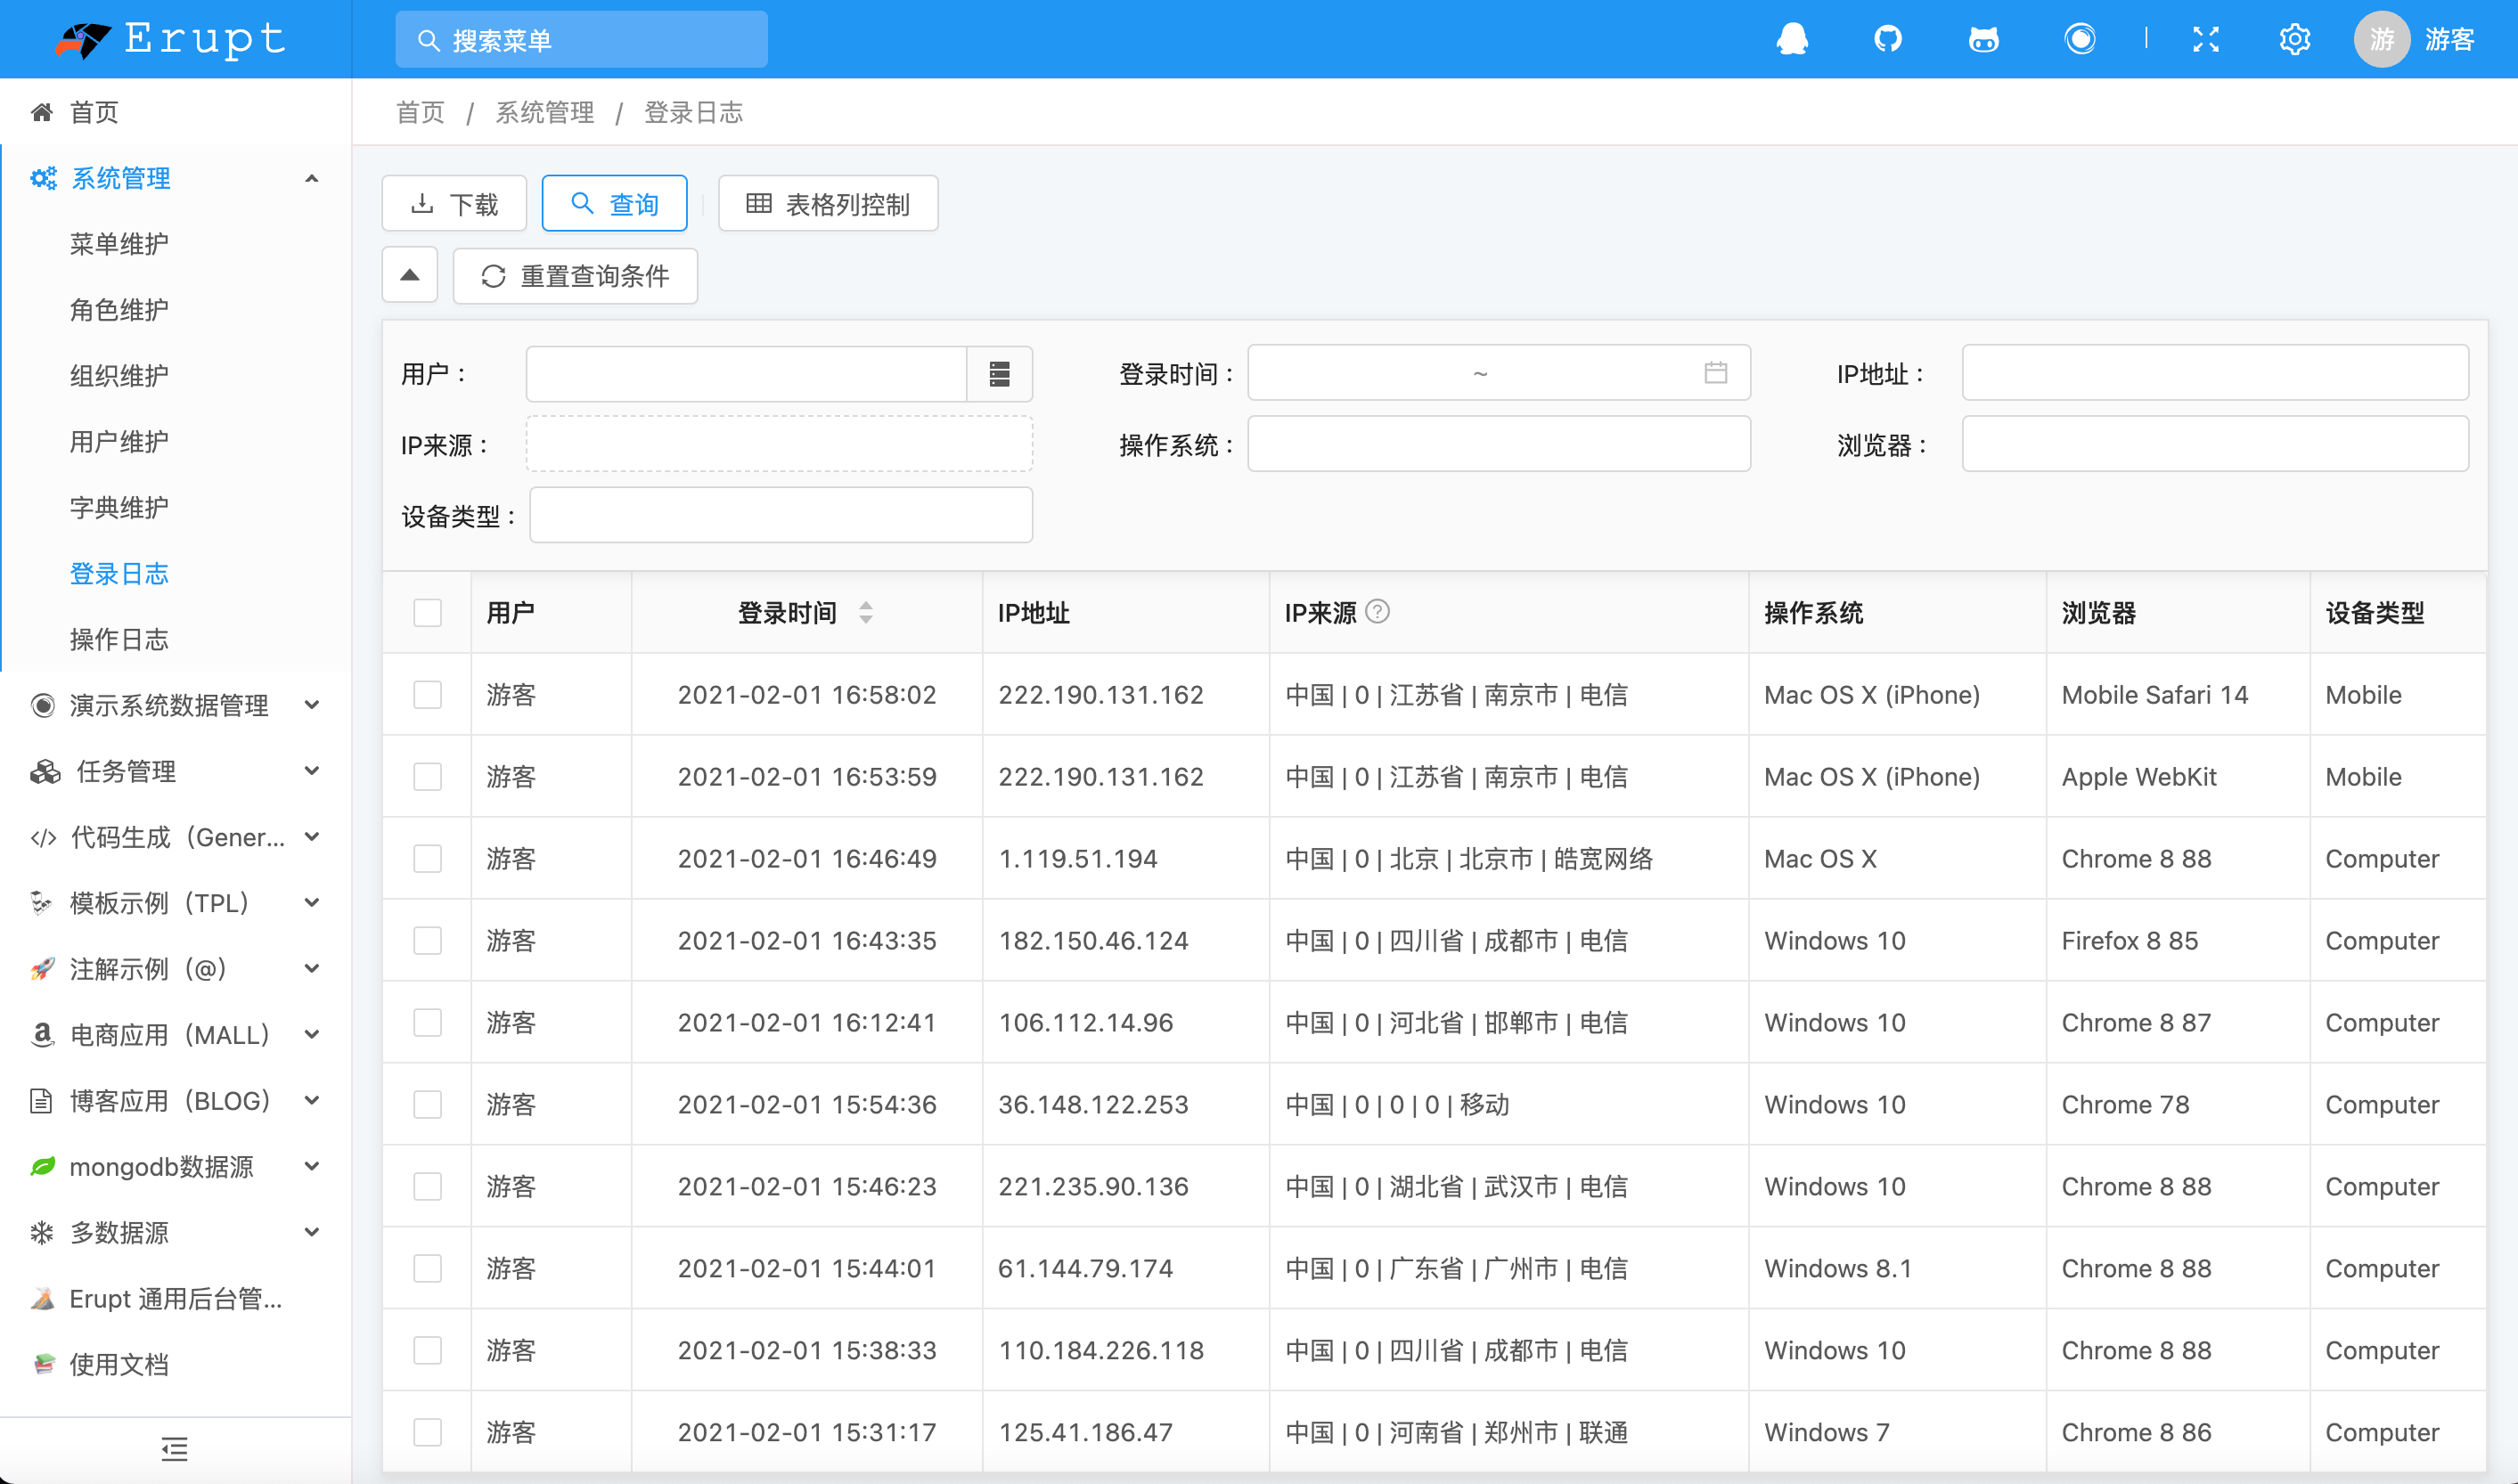 Erupt
搜索菜单
游 游客
首页
系统管理
菜单维护
角色维护
组织维护
用户维护
字典维护
登录日志
操作日志
演示系统数据管理
任务管理
代码生成（Gener...
模板示例（TPL）
注解示例（@）
电商应用（MALL）
博客应用（BLOG）
mongodb数据源
多数据源
Erupt 通用后台管...
使用文档
首页 / 系统管理 / 登录日志
下载 查询 表格列控制
重置查询条件
用户： 登录时间： ~ IP地址：
IP来源： 操作系统： 浏览器：
设备类型：
用户 登录时间 IP地址 IP来源 操作系统 浏览器 设备类型
游客 2021-02-01 16:58:02 222.190.131.162 中国 | 0 | 江苏省 | 南京市 | 电信 Mac OS X (iPhone) Mobile Safari 14 Mobile
游客 2021-02-01 16:53:59 222.190.131.162 中国 | 0 | 江苏省 | 南京市 | 电信 Mac OS X (iPhone) Apple WebKit Mobile
游客 2021-02-01 16:46:49 1.119.51.194 中国 | 0 | 北京 | 北京市 | 皓宽网络 Mac OS X Chrome 8 88 Computer
游客 2021-02-01 16:43:35 182.150.46.124 中国 | 0 | 四川省 | 成都市 | 电信 Windows 10 Firefox 8 85 Computer
游客 2021-02-01 16:12:41 106.112.14.96 中国 | 0 | 河北省 | 邯郸市 | 电信 Windows 10 Chrome 8 87 Computer
游客 2021-02-01 15:54:36 36.148.122.253 中国 | 0 | 0 | 0 | 移动 Windows 10 Chrome 78 Computer
游客 2021-02-01 15:46:23 221.235.90.136 中国 | 0 | 湖北省 | 武汉市 | 电信 Windows 10 Chrome 8 88 Computer
游客 2021-02-01 15:44:01 61.144.79.174 中国 | 0 | 广东省 | 广州市 | 电信 Windows 8.1 Chrome 8 88 Computer
游客 2021-02-01 15:38:33 110.184.226.118 中国 | 0 | 四川省 | 成都市 | 电信 Windows 10 Chrome 8 88 Computer
游客 2021-02-01 15:31:17 125.41.186.47 中国 | 0 | 河南省 | 郑州市 | 联通 Windows 7 Chrome 8 86 Computer